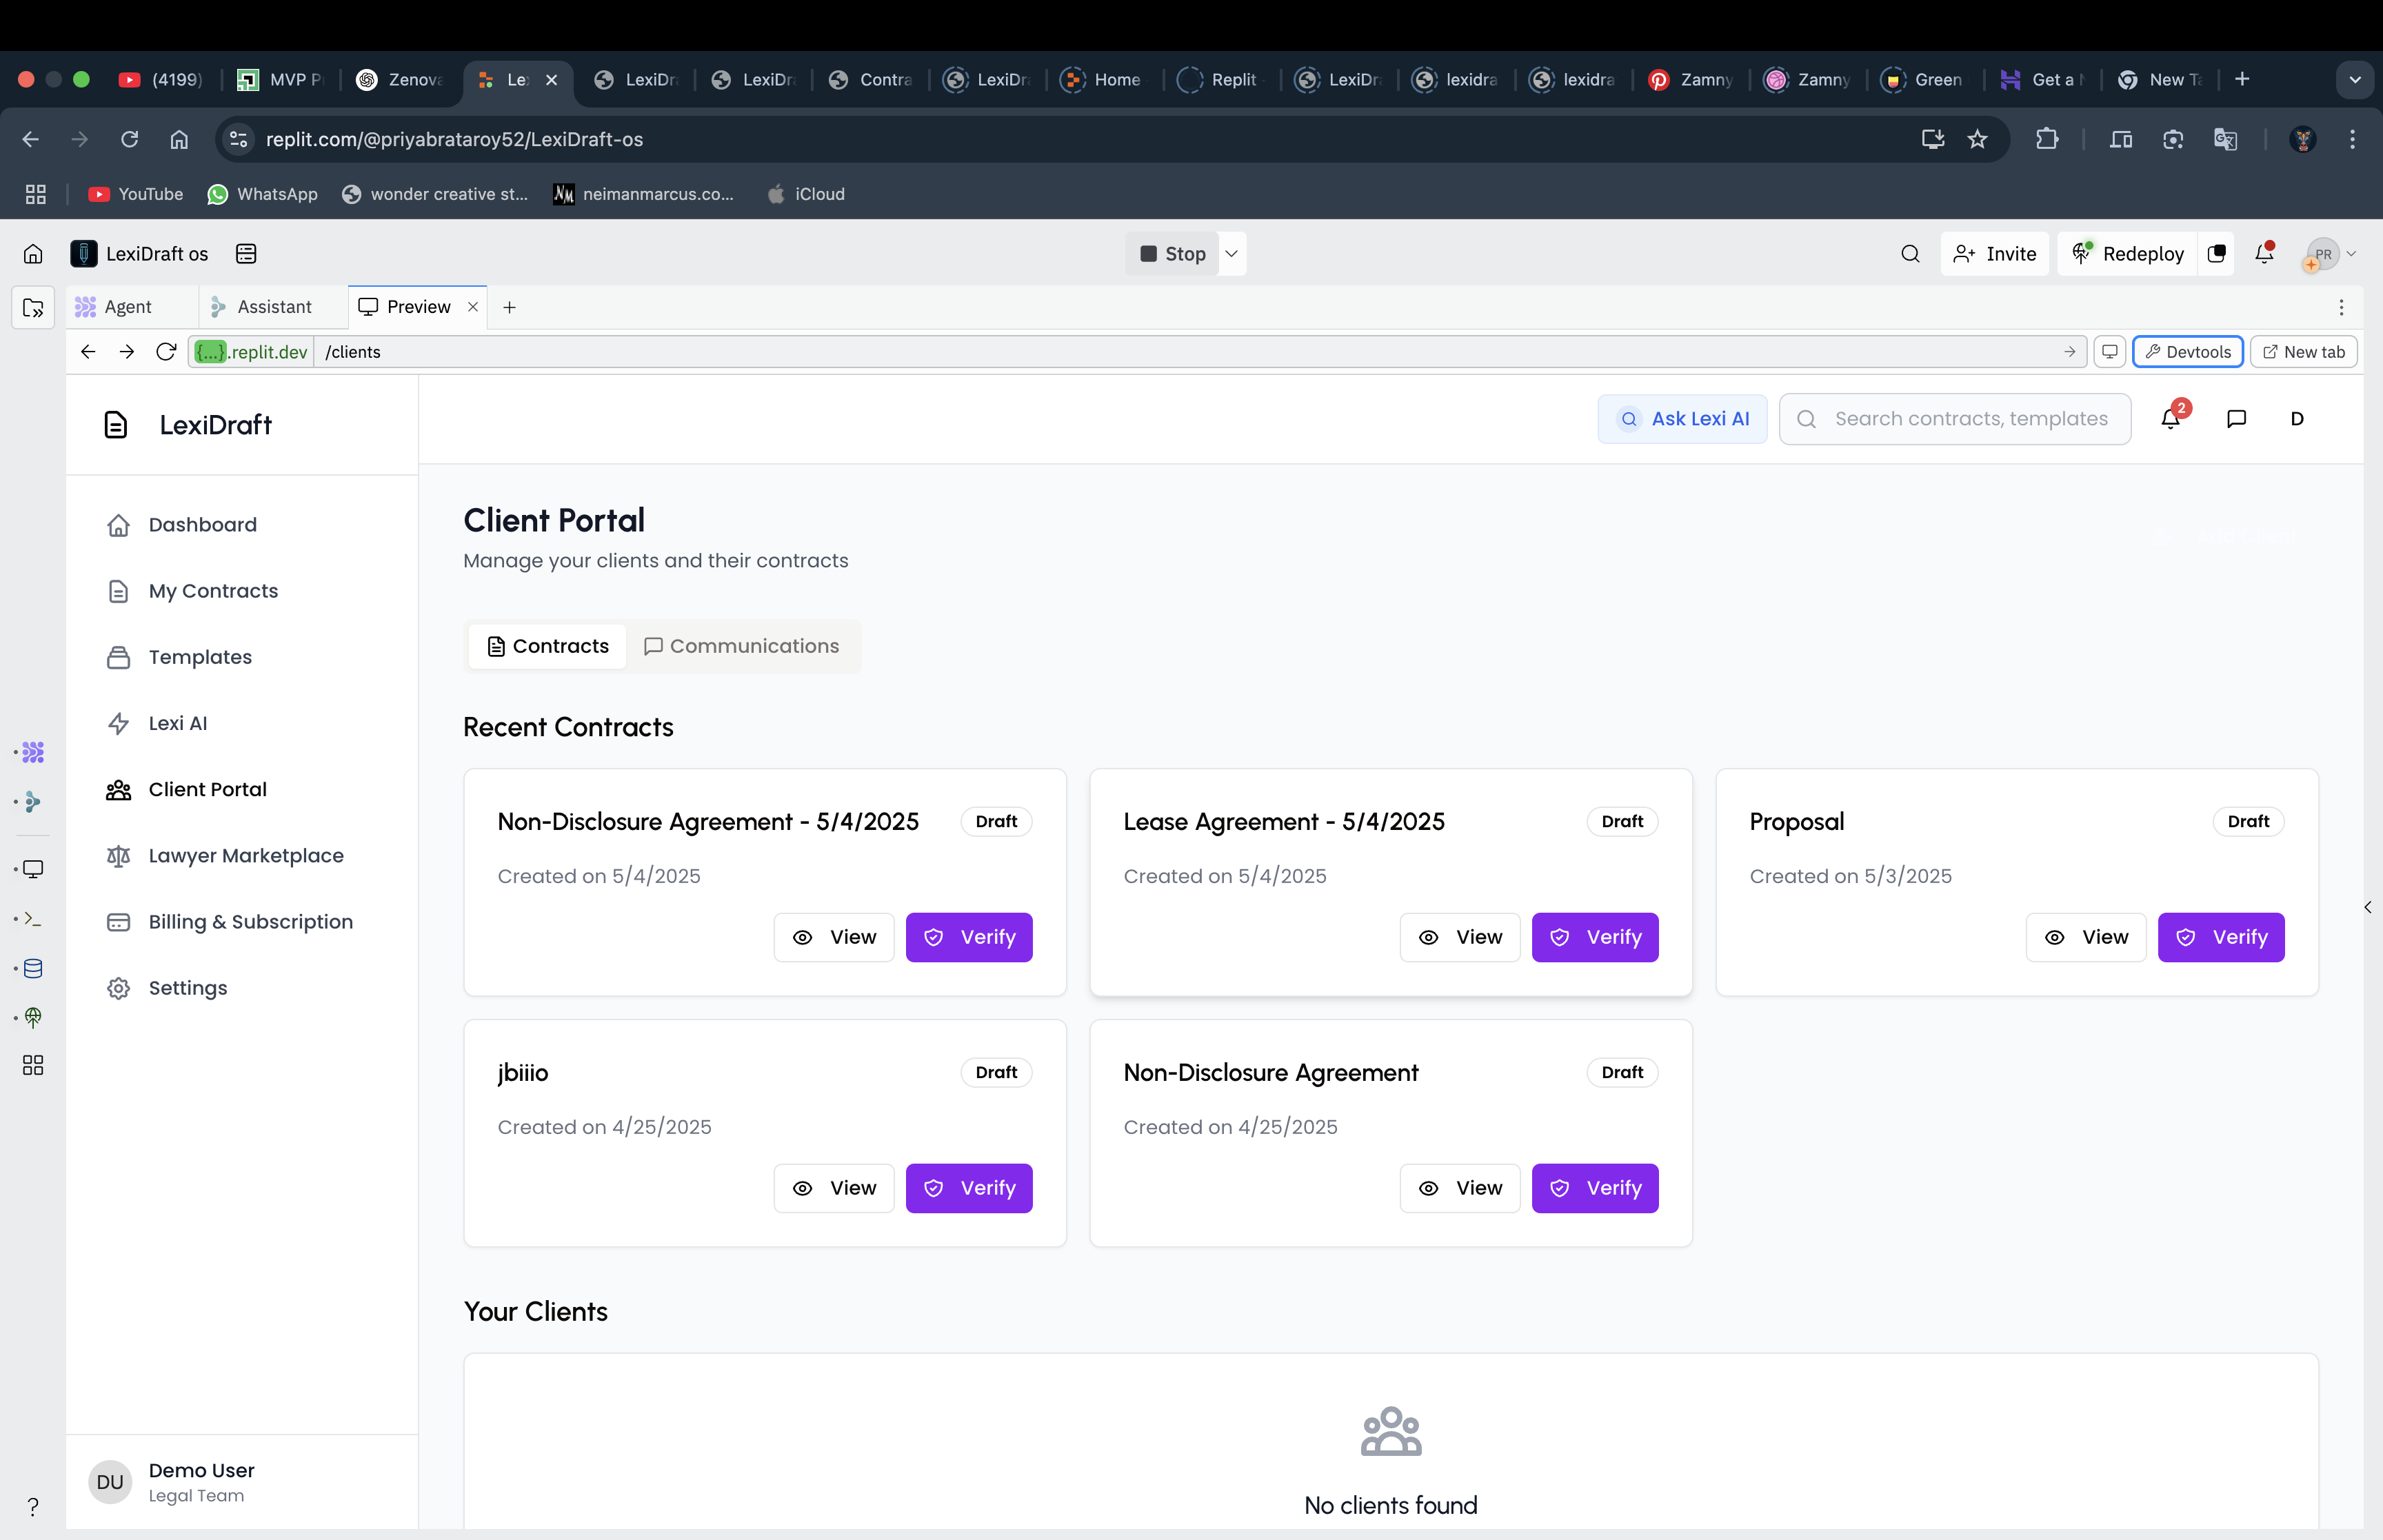 (4199)
MVP P
Zenova
Le
LexiDr
LexiDr
Contra
LexiDra
Home
Replit
LexiDr
lexidra
lexidra
Zamny
Zamny
Green
Get a
New Ta
replit.com/@priyabrataroy52/LexiDraft-os
YouTube
WhatsApp
wonder creative st...
neimanmarcus.co...
iCloud
LexiDraft os
Stop
Invite
Redeploy
PR
Agent
Assistant
Preview
{...}.replit.dev
/clients
Devtools
New tab
LexiDraft
Ask Lexi AI
Search contracts, templates
2
D
Dashboard
My Contracts
Templates
Lexi AI
Client Portal
Lawyer Marketplace
Billing & Subscription
Settings
DU
Demo User
Legal Team
Client Portal
Manage your clients and their contracts
Contracts
Communications
Recent Contracts
Non-Disclosure Agreement - 5/4/2025
Draft
Created on 5/4/2025
View
Verify
Lease Agreement - 5/4/2025
Draft
Created on 5/4/2025
View
Verify
Proposal
Draft
Created on 5/3/2025
View
Verify
jbiiio
Draft
Created on 4/25/2025
View
Verify
Non-Disclosure Agreement
Draft
Created on 4/25/2025
View
Verify
Your Clients
No clients found